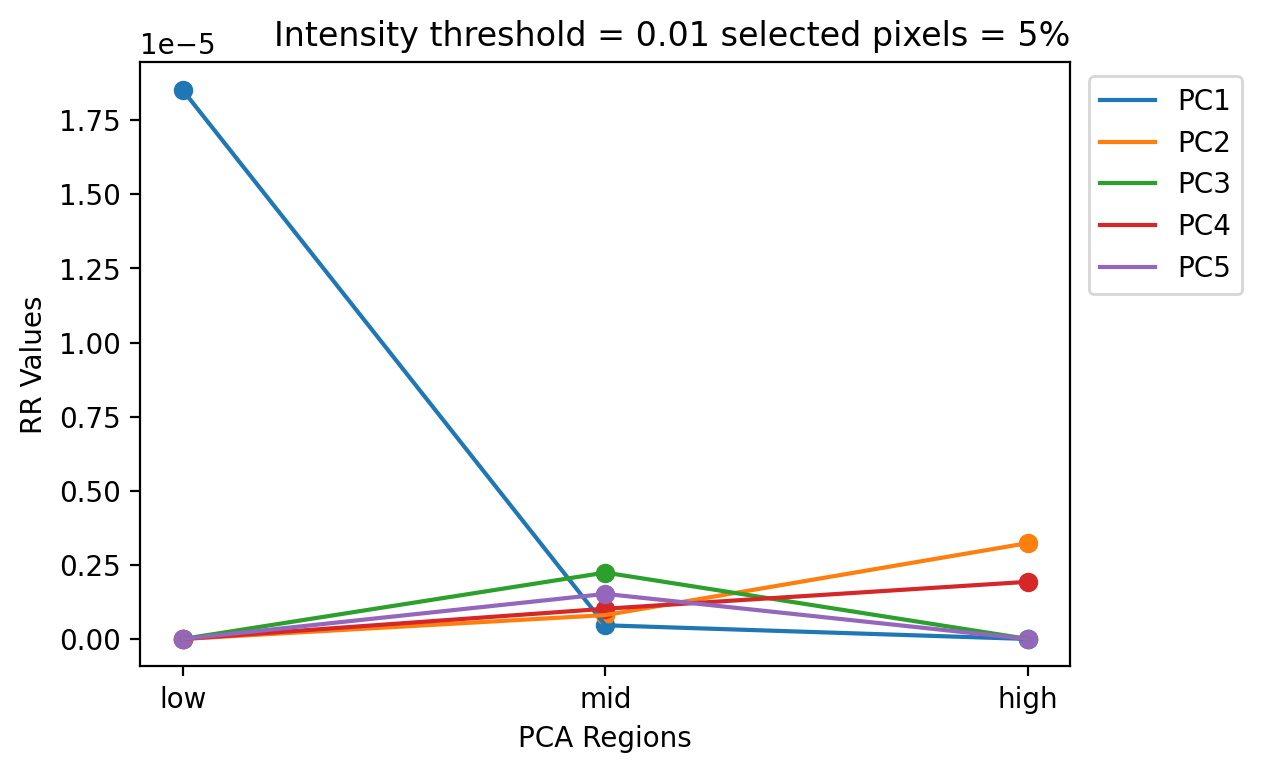 Intensity threshold = 0.01 selected pixels = 5%
1e−5
1.75
1.50
1.25
1.00
0.75
0.50
0.25
0.00
RR Values
low mid high
PCA Regions
PC1
PC2
PC3
PC4
PC5